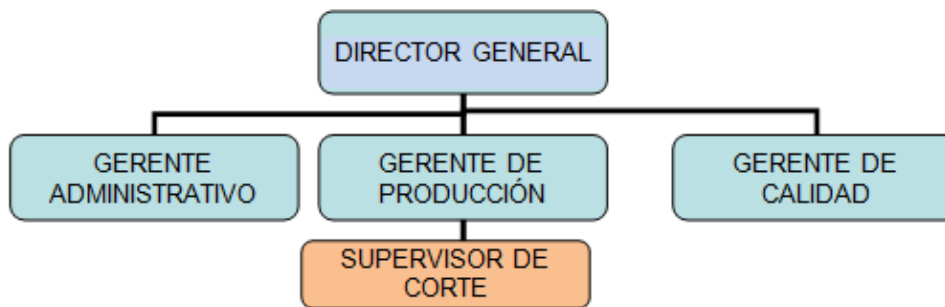 DIRECTOR GENERAL
GERENTE
ADMINISTRATIVO
GERENTE DE
PRODUCCIÓN
GERENTE DE
CALIDAD
SUPERVISOR DE
CORTE